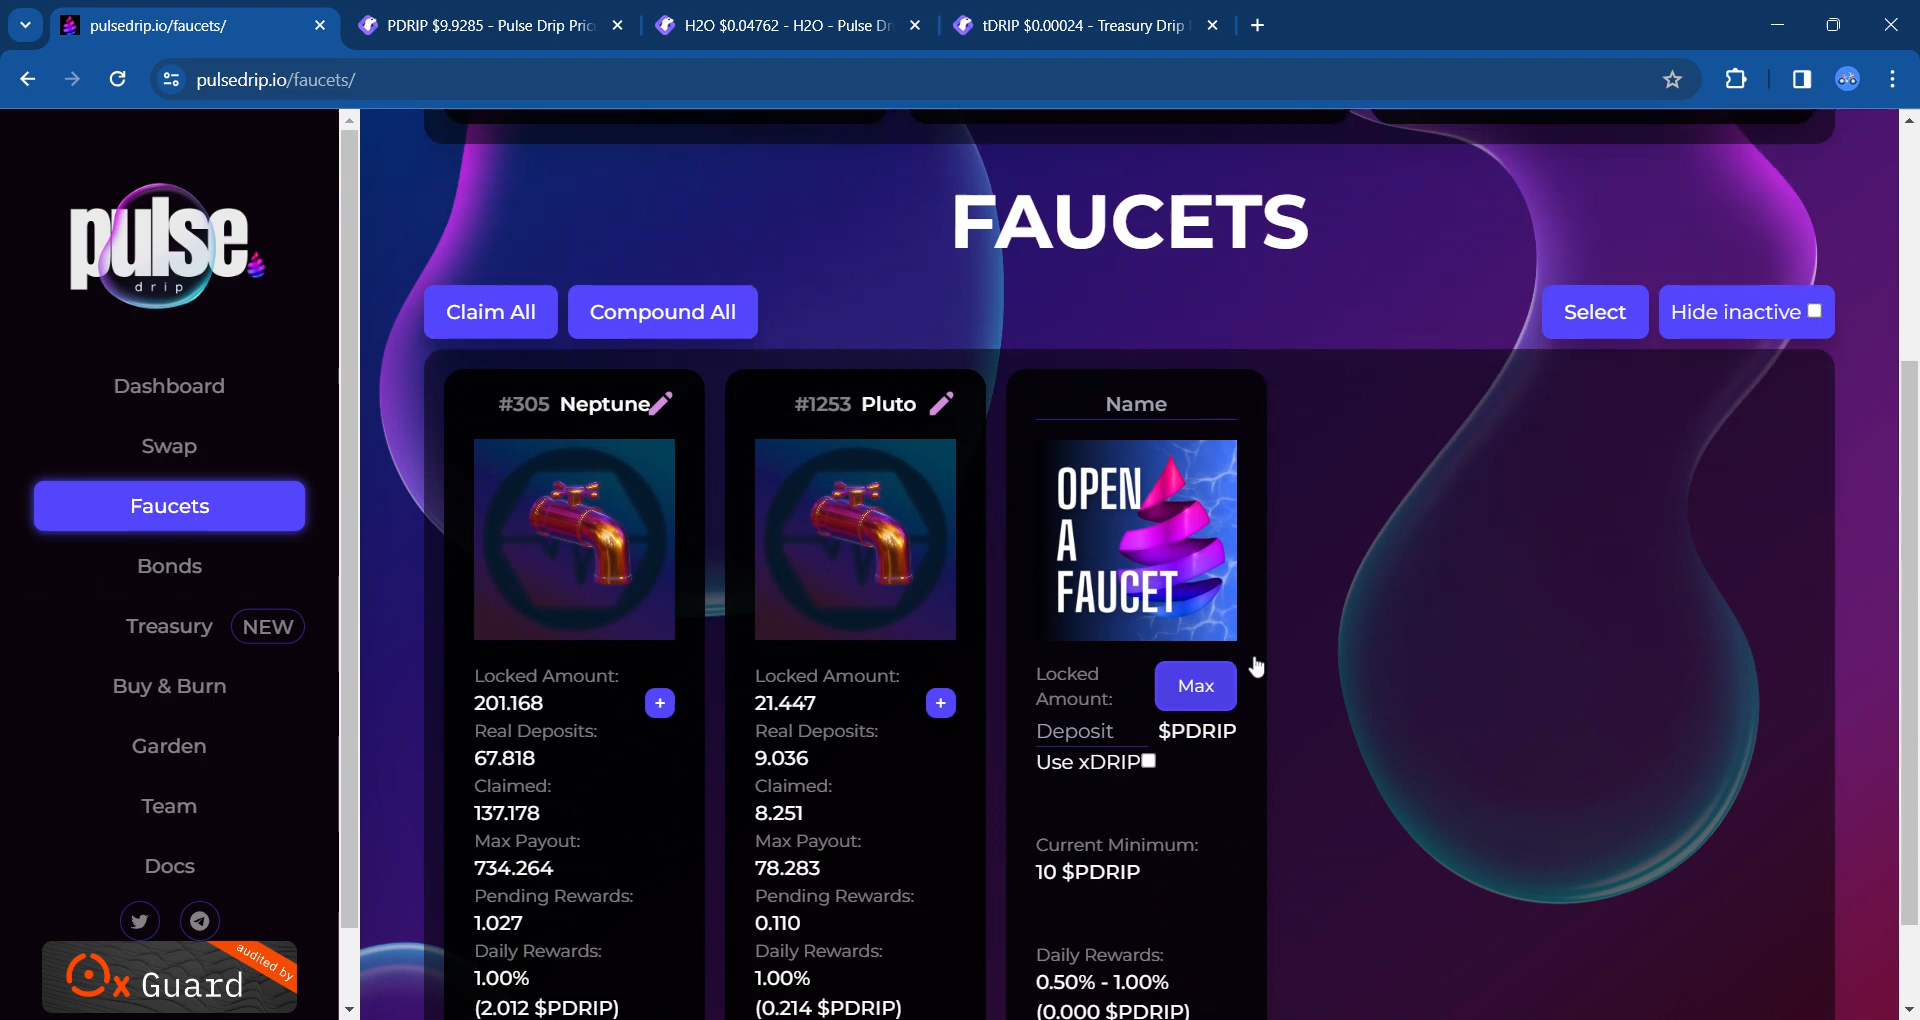 pulsedrip.io/faucets/
PDRIP $9.9285 - Pulse Drip Pric
H2O $0.04762 - H2O - Pulse Dr
tDRIP $0.00024 - Treasury Drip
pulsedrip.io/faucets/
pulse
drip
Dashboard
Swap
Faucets
Bonds
Treasury NEW
Buy & Burn
Garden
Team
Docs
audited by
0x Guard
FAUCETS
Claim All
Compound All
Select
Hide inactive
#305 Neptune
Locked Amount:
201.168
+
Real Deposits:
67.818
Claimed:
137.178
Max Payout:
734.264
Pending Rewards:
1.027
Daily Rewards:
1.00%
(2.012 $PDRIP)
#1253 Pluto
Locked Amount:
21.447
+
Real Deposits:
9.036
Claimed:
8.251
Max Payout:
78.283
Pending Rewards:
0.110
Daily Rewards:
1.00%
(0.214 $PDRIP)
Name
OPEN
A
FAUCET
Locked
Amount:
Max
Deposit $PDRIP
Use xDRIP
Current Minimum:
10 $PDRIP
Daily Rewards:
0.50% - 1.00%
(0.000 $PDRIP)